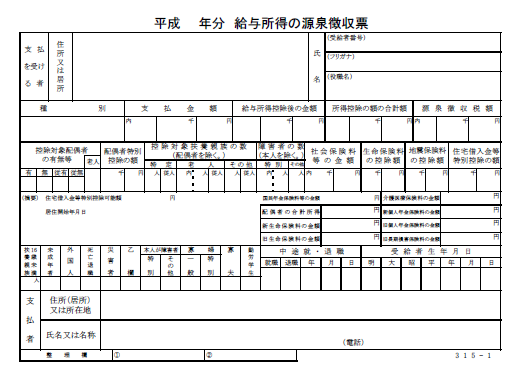 平成　　年分　給与所得の源泉徴収票
支払を受ける者
住所又は居所
氏名
(受給者番号)
(フリガナ)
(役職名)
種　別　支　払　金　額　給与所得控除後の金額　所得控除の額の合計額　源　泉　徴　収　税　額
内　千　円　千　円　千　円　内　千　円
控除対象配偶者の有無等　老人　配偶者特別控除の額　控除対象扶養親族の数(配偶者を除く。)　障害者の数(本人を除く。)　社会保険料等の金額　生命保険料の控除額　地震保険料の控除額　住宅借入金等特別控除の額
特　定　老　人　その他　特　別　その他
有　無　従有　従無　千　円　人　従人　内　人　従人　人　従人　内　人　人　内　千　円　千　円　千　円　千　円
(摘要)　住宅借入金等特別控除可能額　円　国民年金保険料等の金額　円　介護医療保険料の金額　円
居住開始年月日　配偶者の合計所得　円　新個人年金保険料の金額　円
新生命保険料の金額　円　旧個人年金保険料の金額　円
旧生命保険料の金額　円　旧長期損害保険料の金額　円
扶養親族　16歳未満　人　未成年者　外国人　死亡退職　災害者　乙欄　本人が障害者　特別　その他　寡婦　一般　特別　寡夫　勤労学生　中途就・退職　受給者生年月日
就職　退職　年　月　日　明　大　昭　平　年　月　日
支払者
住所(居所)又は所在地
氏名又は名称　(電話)
整　理　欄　①　②　315－1